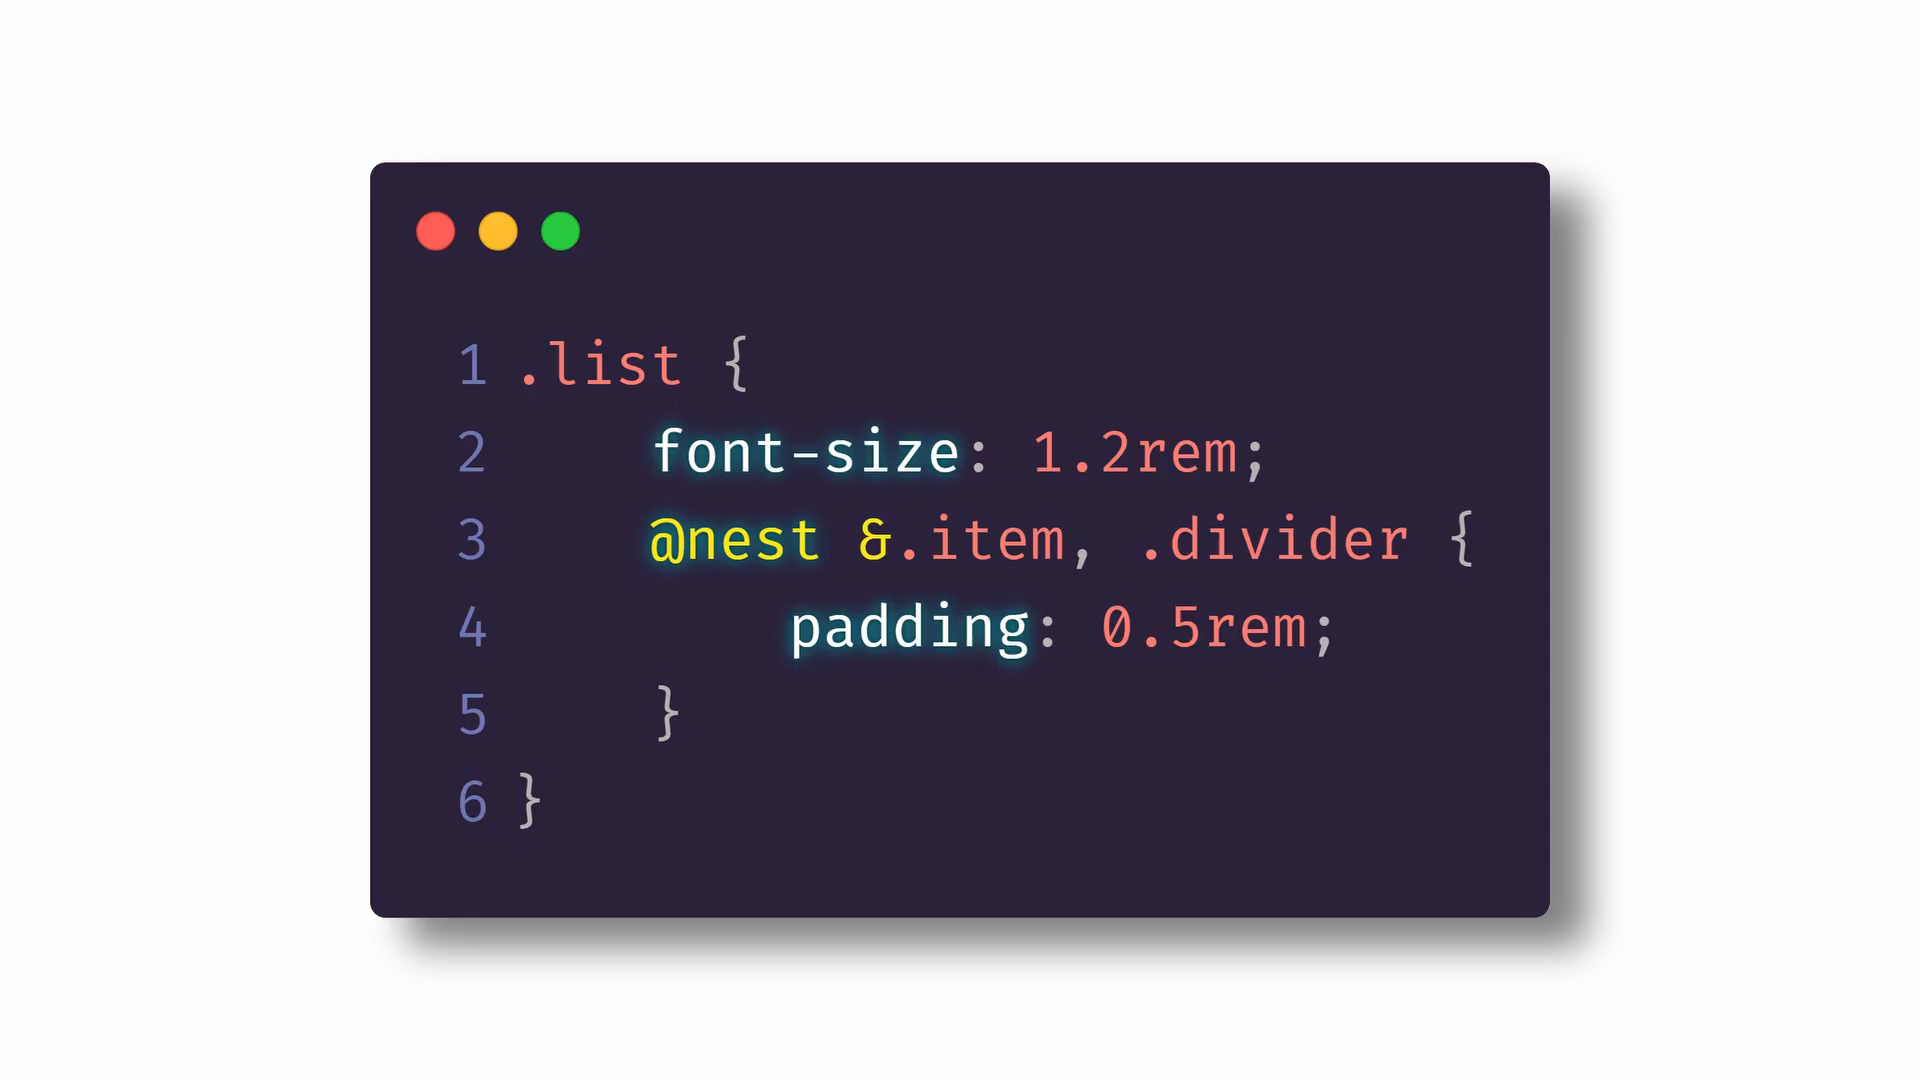 1 .list {
2     font-size: 1.2rem;
3     @nest &.item, .divider {
4         padding: 0.5rem;
5     }
6 }